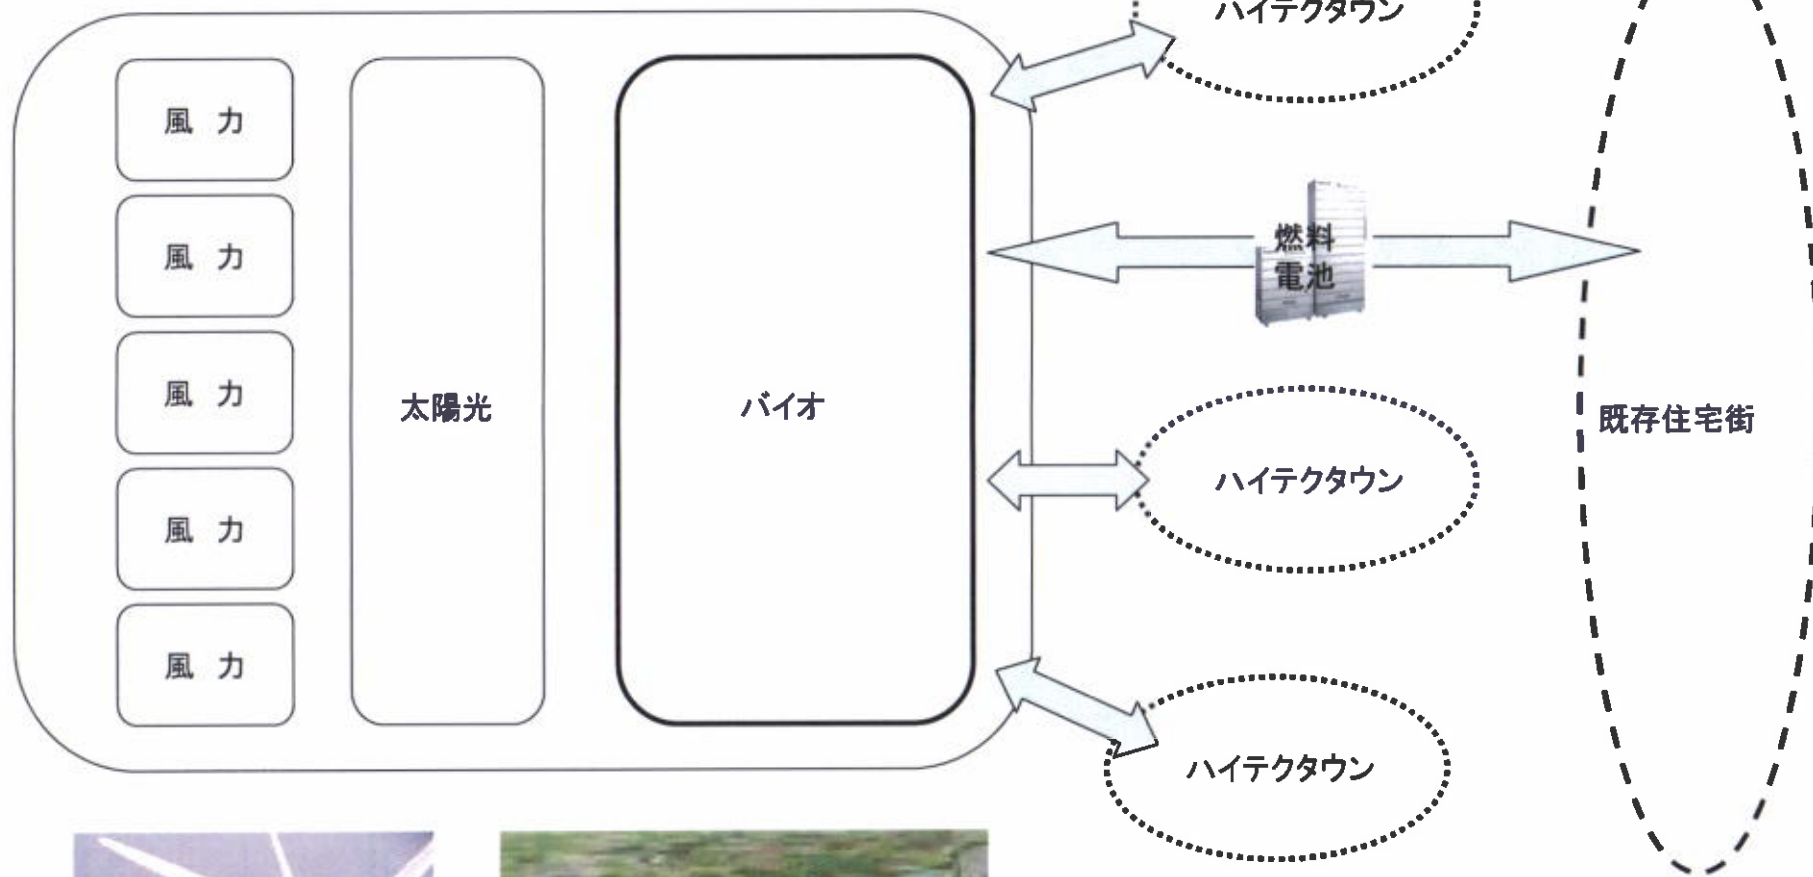 ハイテクタウン
風 力
風 力
風 力
風 力
風 力
太陽光
バイオ
燃料
電池
ハイテクタウン
既存住宅街
ハイテクタウン